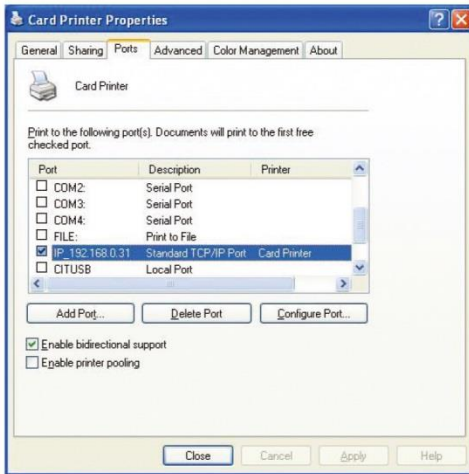 Card Printer Properties
General Sharing Ports Advanced Color Management About
Card Printer
Print to the following port(s). Documents will print to the first free
checked port.
Port Description Printer
COM2: Serial Port
COM3: Serial Port
COM4: Serial Port
FILE: Print to File
IP_192.168.0.31 Standard TCP/IP Port Card Printer
CITUSB Local Port
Add Port... Delete Port Configure Port...
Enable bidirectional support
Enable printer pooling
Close Cancel Apply Help